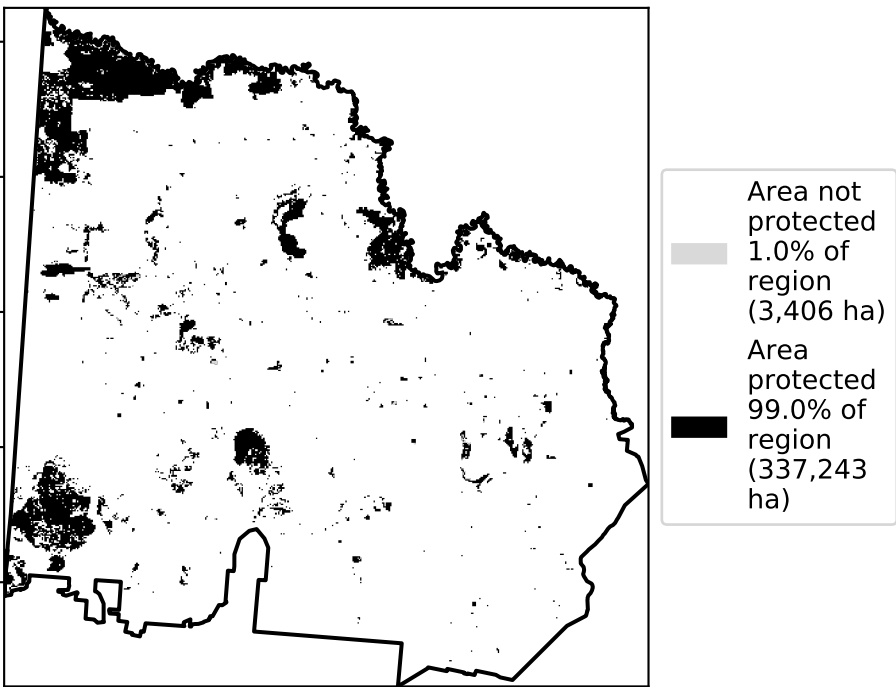 Area not
protected
1.0% of
region
(3,406 ha)
Area
protected
99.0% of
region
(337,243
ha)